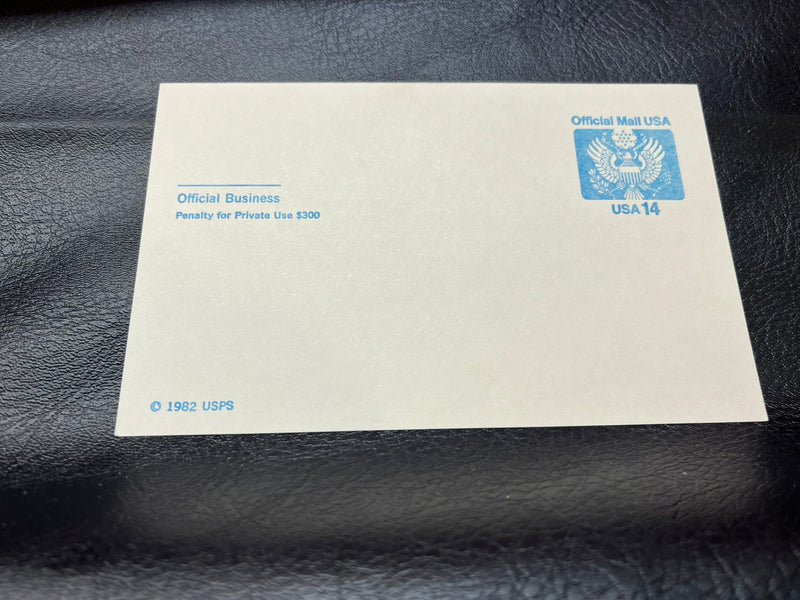 Official Mail USA
USA 14
Official Business
Penalty for Private Use $300
© 1982 USPS